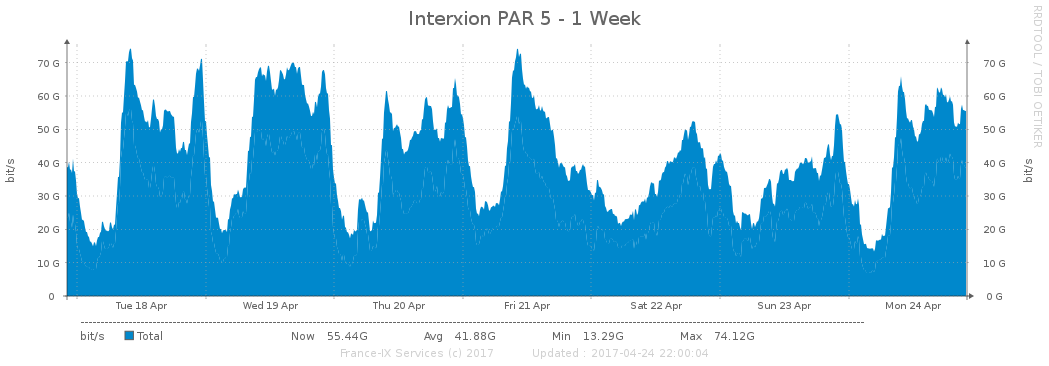 Interxion PAR 5 - 1 Week
RRDTOOL / TOBI OETIKER
bit/s
bit/s
70 G 70 G
60 G 60 G
50 G 50 G
40 G 40 G
30 G 30 G
20 G 20 G
10 G 10 G
0 0 G
Tue 18 Apr Wed 19 Apr Thu 20 Apr Fri 21 Apr Sat 22 Apr Sun 23 Apr Mon 24 Apr
bit/s Total Now 55.44G Avg 41.88G Min 13.29G Max 74.12G
France-IX Services (c) 2017 Updated : 2017-04-24 22:00:04